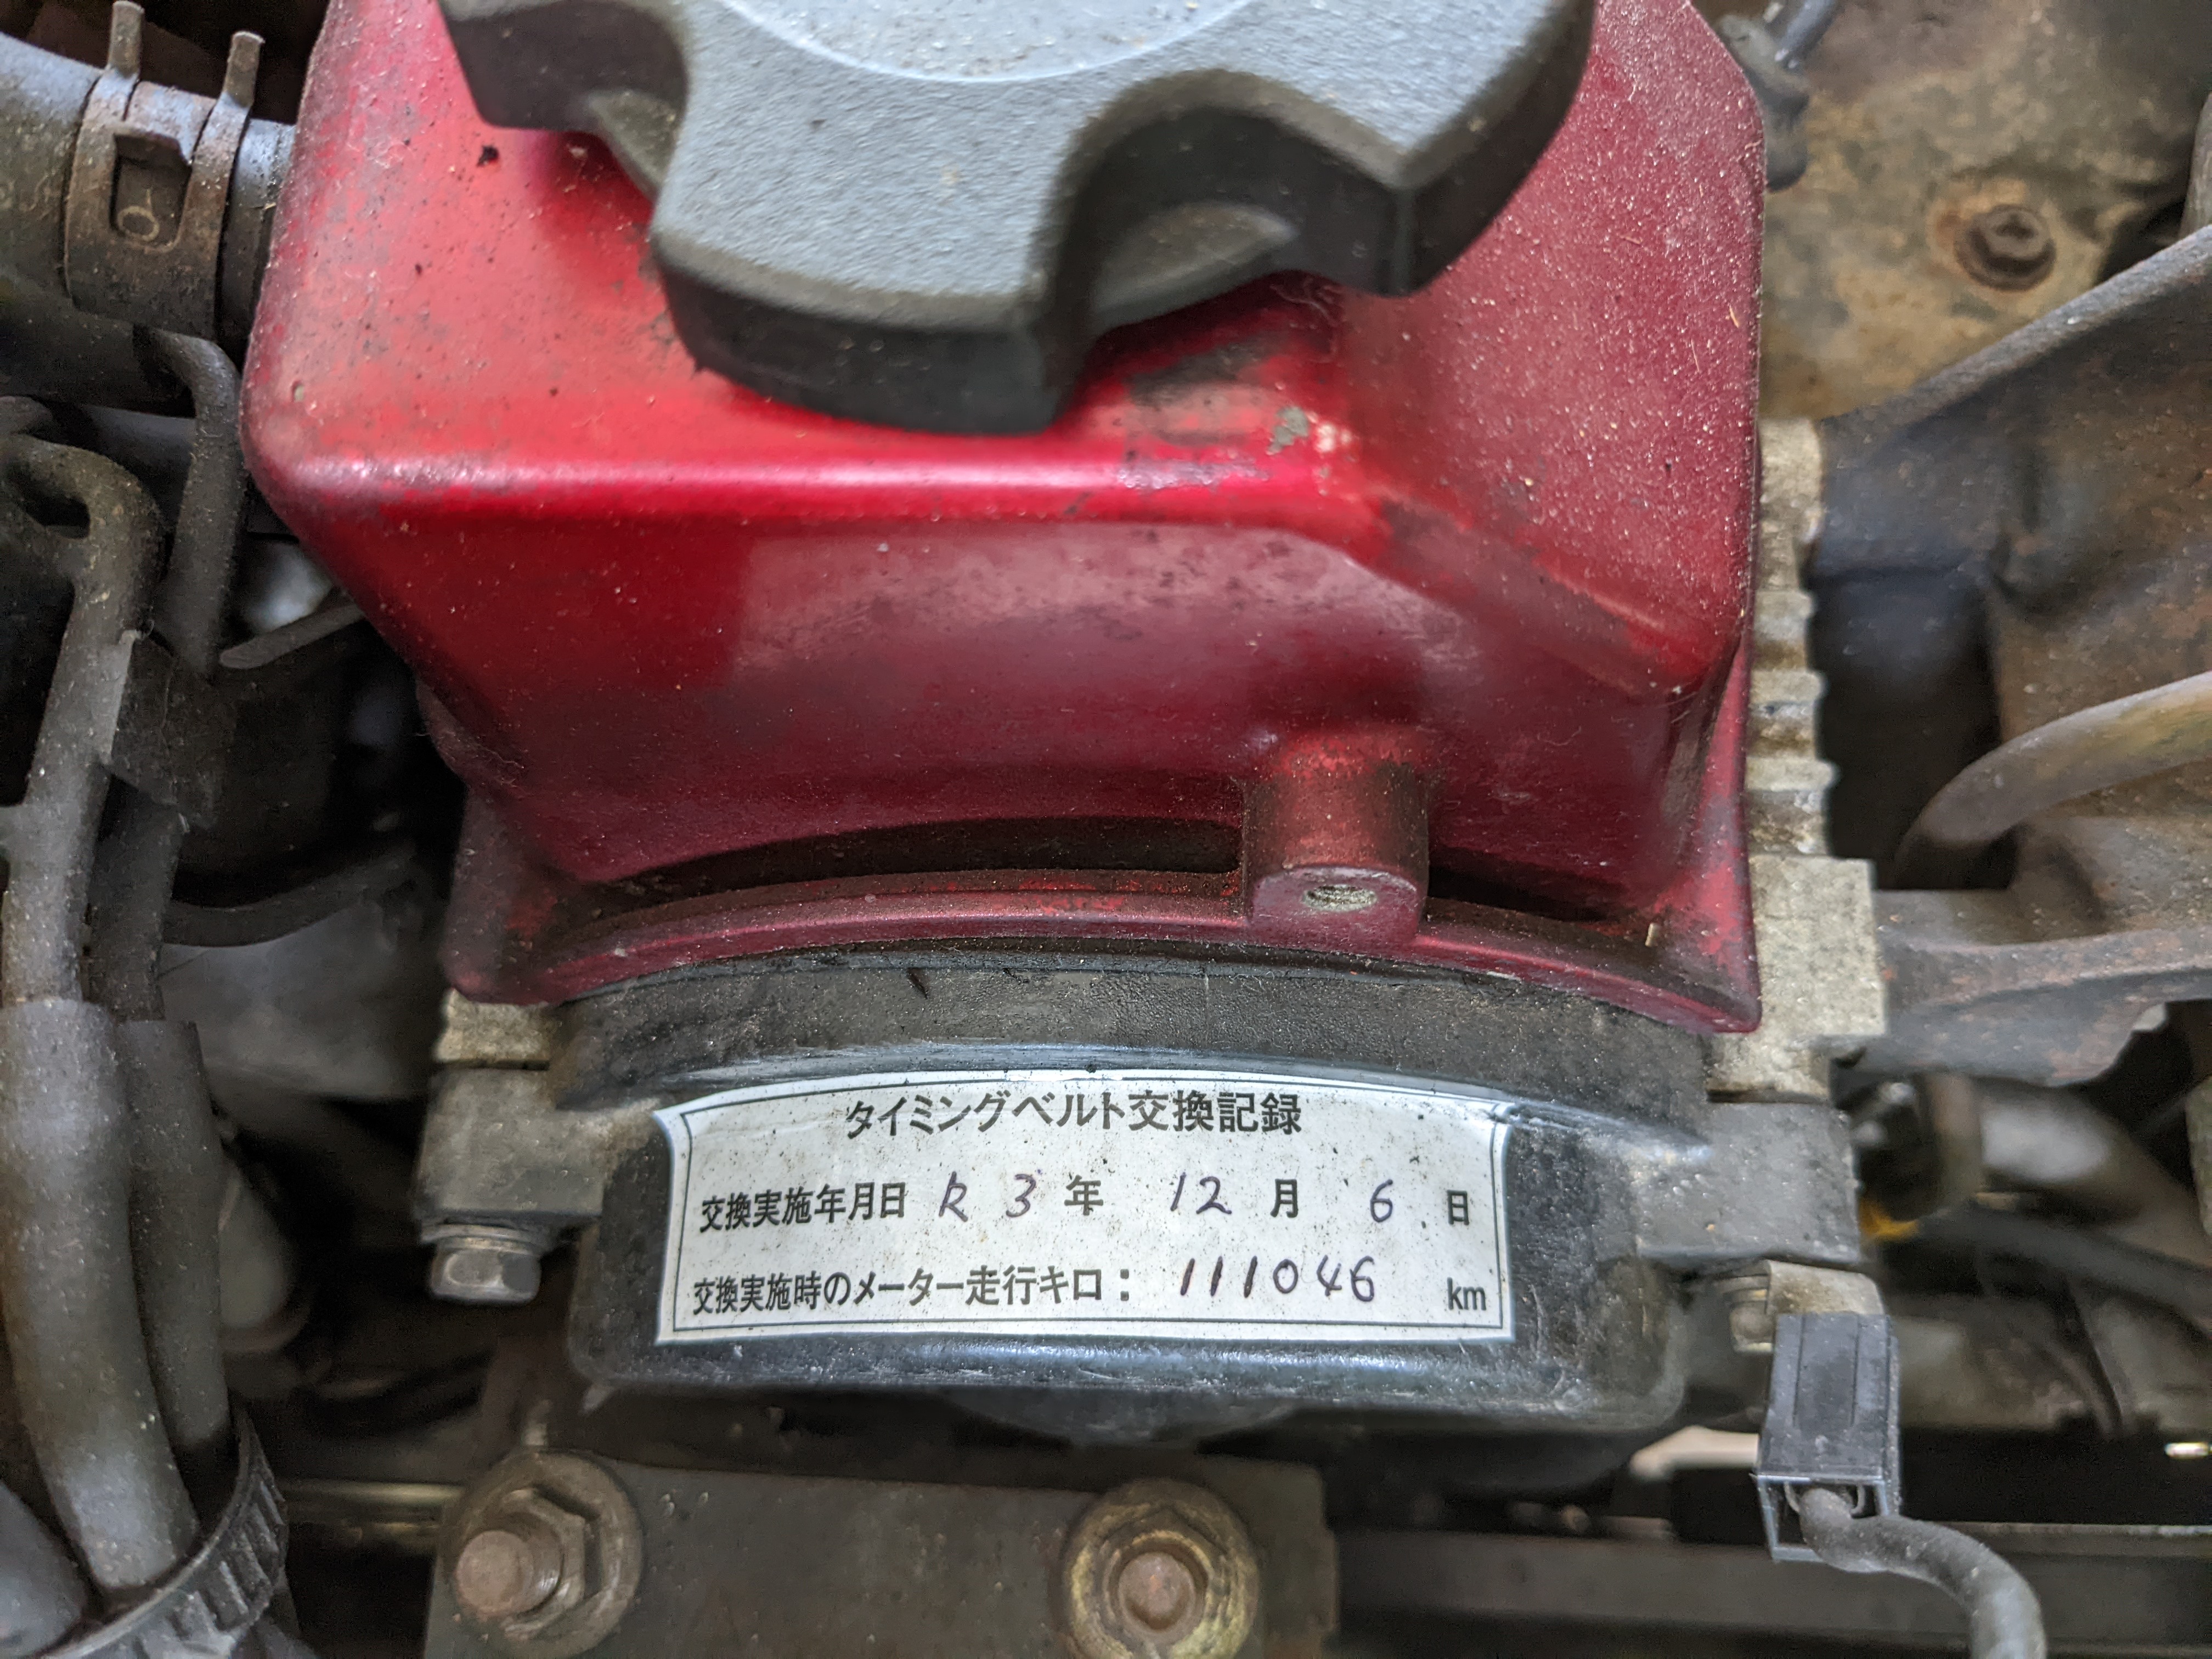 タイミングベルト交換記録
交換実施年月日 R 3 年 12 月 6 日
交換実施時のメーター走行キロ： 111046 km